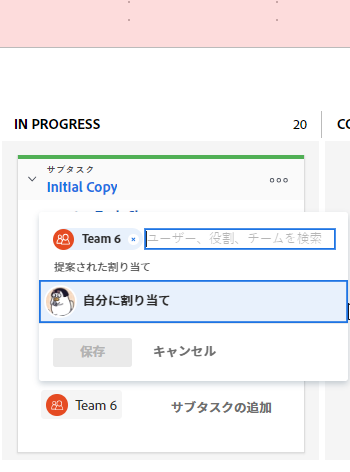 IN PROGRESS 20
サブタスク
Initial Copy
Team 6 × ユーザー、役割、チームを検索
提案された割り当て
自分に割り当て
保存 キャンセル
Team 6 サブタスクの追加